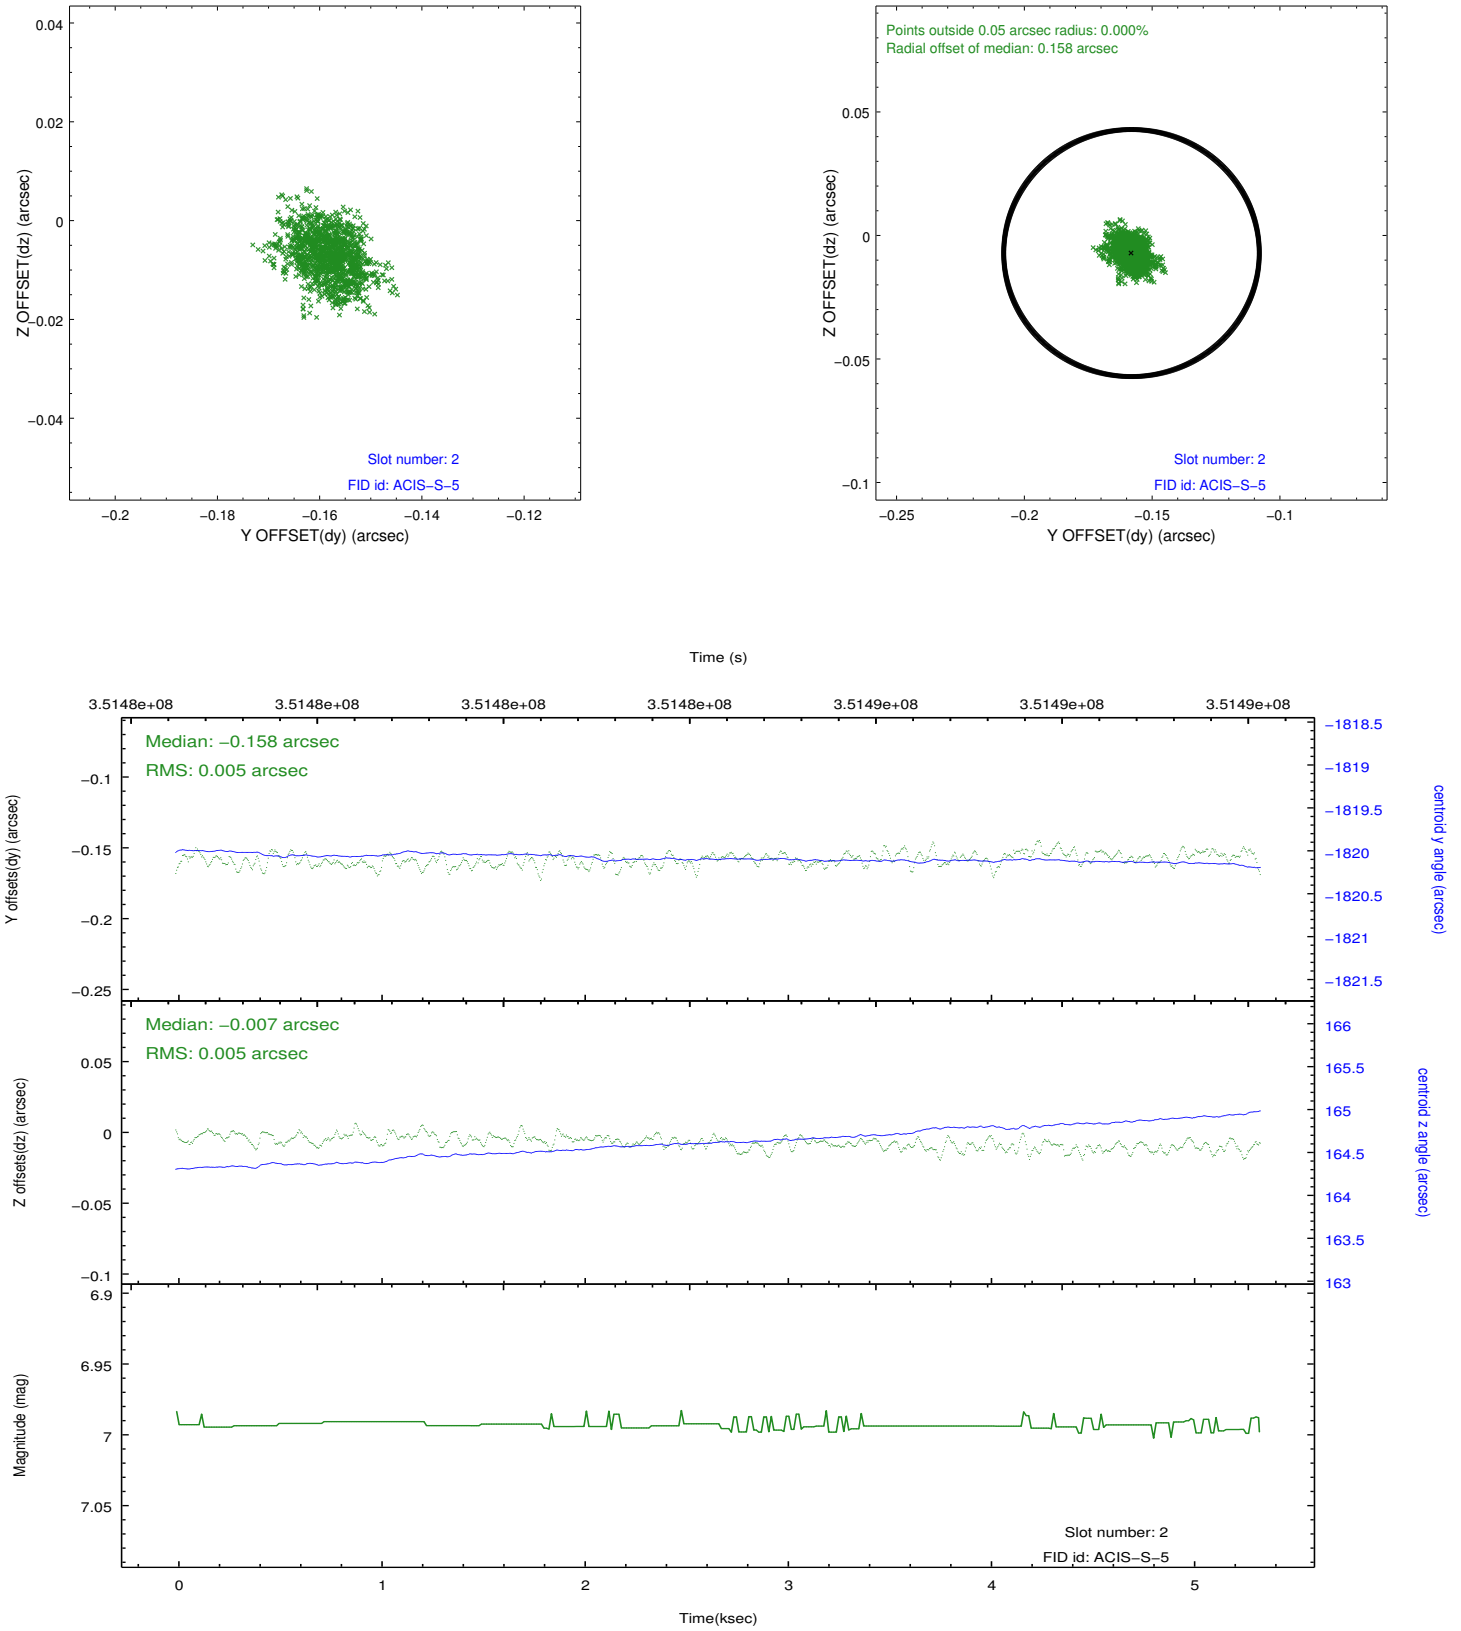 0.04
0.02
0
−0.02
−0.04
Z OFFSET(dz) (arcsec)
−0.2
−0.18
−0.16
−0.14
−0.12
Y OFFSET(dy) (arcsec)
Slot number: 2
FID id: ACIS−S−5
Points outside 0.05 arcsec radius: 0.000%
Radial offset of median: 0.158 arcsec
0.05
0
−0.05
−0.1
Z OFFSET(dz) (arcsec)
−0.25
−0.2
−0.15
−0.1
Y OFFSET(dy) (arcsec)
Slot number: 2
FID id: ACIS−S−5
Time (s)
3.5148e+08
3.5148e+08
3.5148e+08
3.5148e+08
3.5149e+08
3.5149e+08
3.5149e+08
Median: −0.158 arcsec
RMS: 0.005 arcsec
−0.1
−0.15
−0.2
−0.25
Y offsets(dy) (arcsec)
−1818.5
−1819
−1819.5
−1820
−1820.5
−1821
−1821.5
centroid y angle (arcsec)
Median: −0.007 arcsec
RMS: 0.005 arcsec
0.05
0
−0.05
−0.1
Z offsets(dz) (arcsec)
166
165.5
165
164.5
164
163.5
163
centroid z angle (arcsec)
6.9
6.95
7
7.05
Magnitude (mag)
Slot number: 2
FID id: ACIS−S−5
0
1
2
3
4
5
Time(ksec)